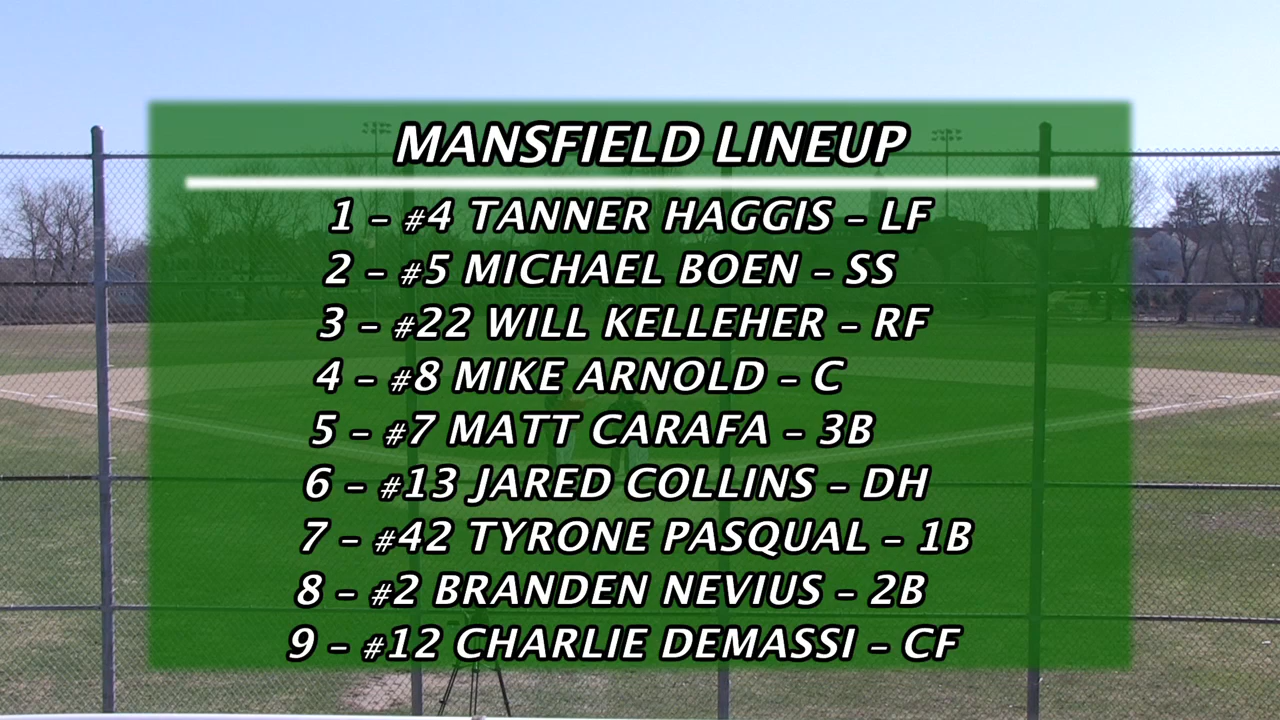 MANSFIELD LINEUP
1 – #4 TANNER HAGGIS – LF
2 – #5 MICHAEL BOEN – SS
3 – #22 WILL KELLEHER – RF
4 – #8 MIKE ARNOLD – C
5 – #7 MATT CARAFA – 3B
6 – #13 JARED COLLINS – DH
7 – #42 TYRONE PASQUAL – 1B
8 – #2 BRANDEN NEVIUS – 2B
9 – #12 CHARLIE DEMASSI – CF